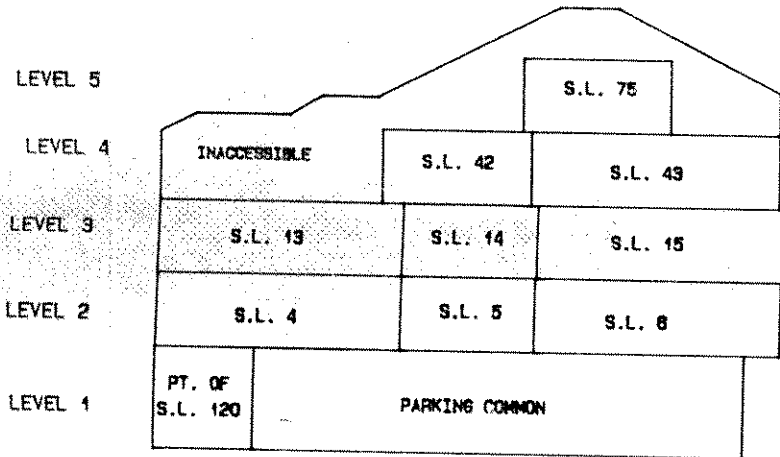 LEVEL 5
S.L. 75
LEVEL 4
INACCESSIBLE
S.L. 42
S.L. 43
LEVEL 3
S.L. 13
S.L. 14
S.L. 15
LEVEL 2
S.L. 4
S.L. 5
S.L. 6
LEVEL 1
PT. OF
S.L. 120
PARKING COMMON